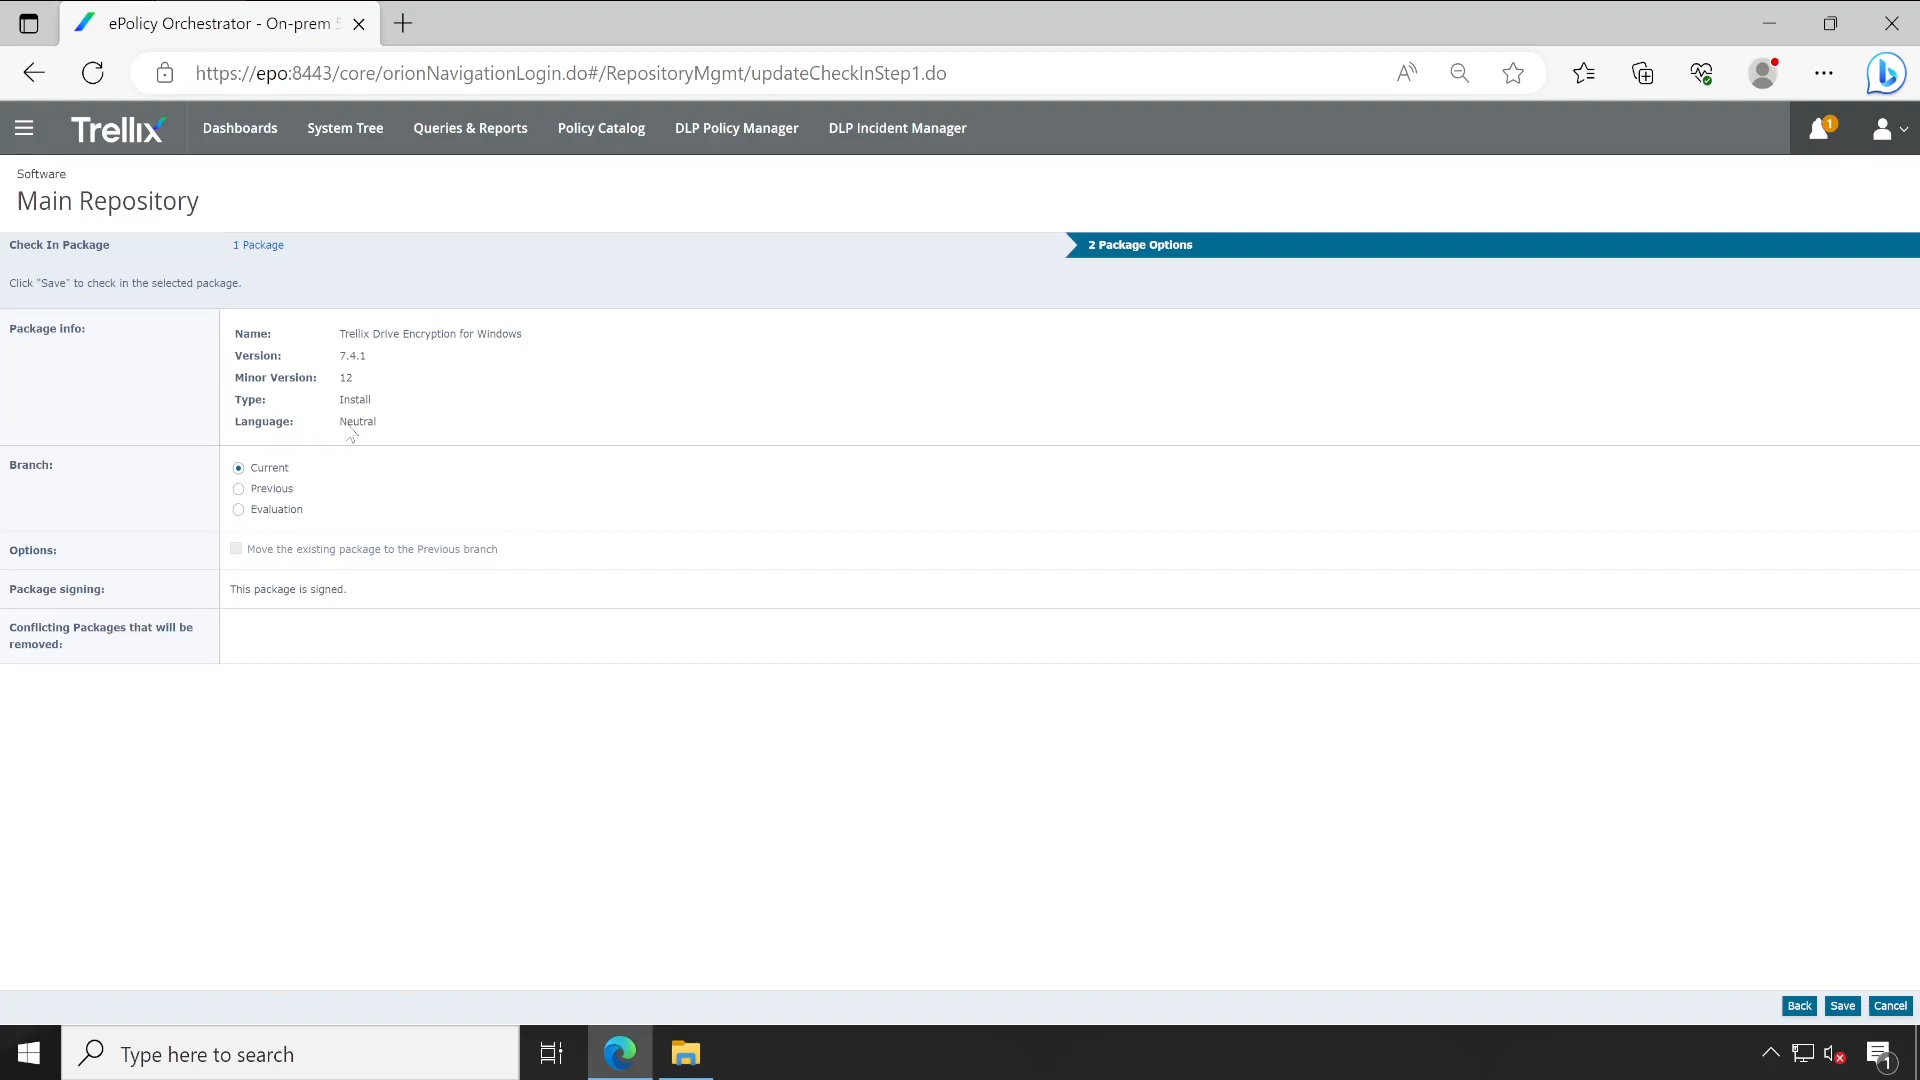 ePolicy Orchestrator - On-prem
https://epo:8443/core/orionNavigationLogin.do#/RepositoryMgmt/updateCheckInStep1.do
Trellix
Dashboards
System Tree
Queries & Reports
Policy Catalog
DLP Policy Manager
DLP Incident Manager
1
Software
Main Repository
Check In Package
1 Package
2 Package Options
Click "Save" to check in the selected package.
Package info:
Name: Trellix Drive Encryption for Windows
Version: 7.4.1
Minor Version: 12
Type: Install
Language: Neutral
Branch:
Current
Previous
Evaluation
Options:
Move the existing package to the Previous branch
Package signing:
This package is signed.
Conflicting Packages that will be
removed:
Back
Save
Cancel
Type here to search
1